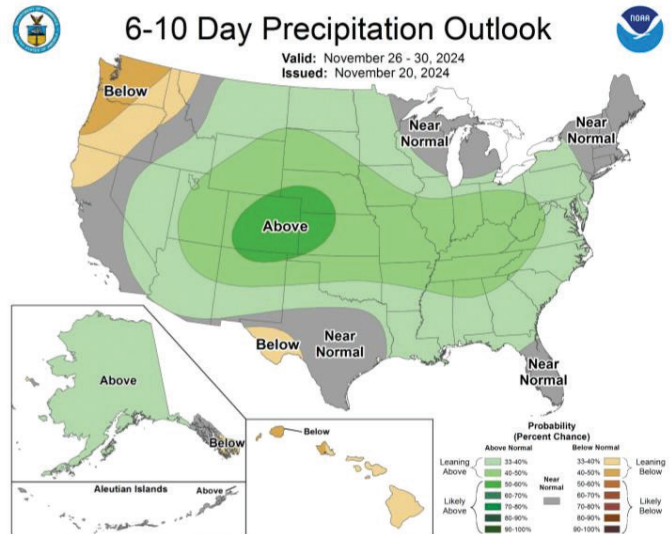 6-10 Day Precipitation Outlook
NOAA
Valid: November 26 - 30, 2024
Issued: November 20, 2024
Below
Near
Normal
Near
Normal
Above
Below
Near
Normal
Near
Normal
Above
Below
Aleutian Islands
Above
Below
Probability
(Percent Chance)
Above Normal
Below Normal
Leaning
Above
33-40%
40-50%
Likely
Above
50-60%
60-70%
70-80%
80-90%
90-100%
Near
Normal
33-40%
40-50%
Leaning
Below
50-60%
60-70%
70-80%
80-90%
90-100%
Likely
Below